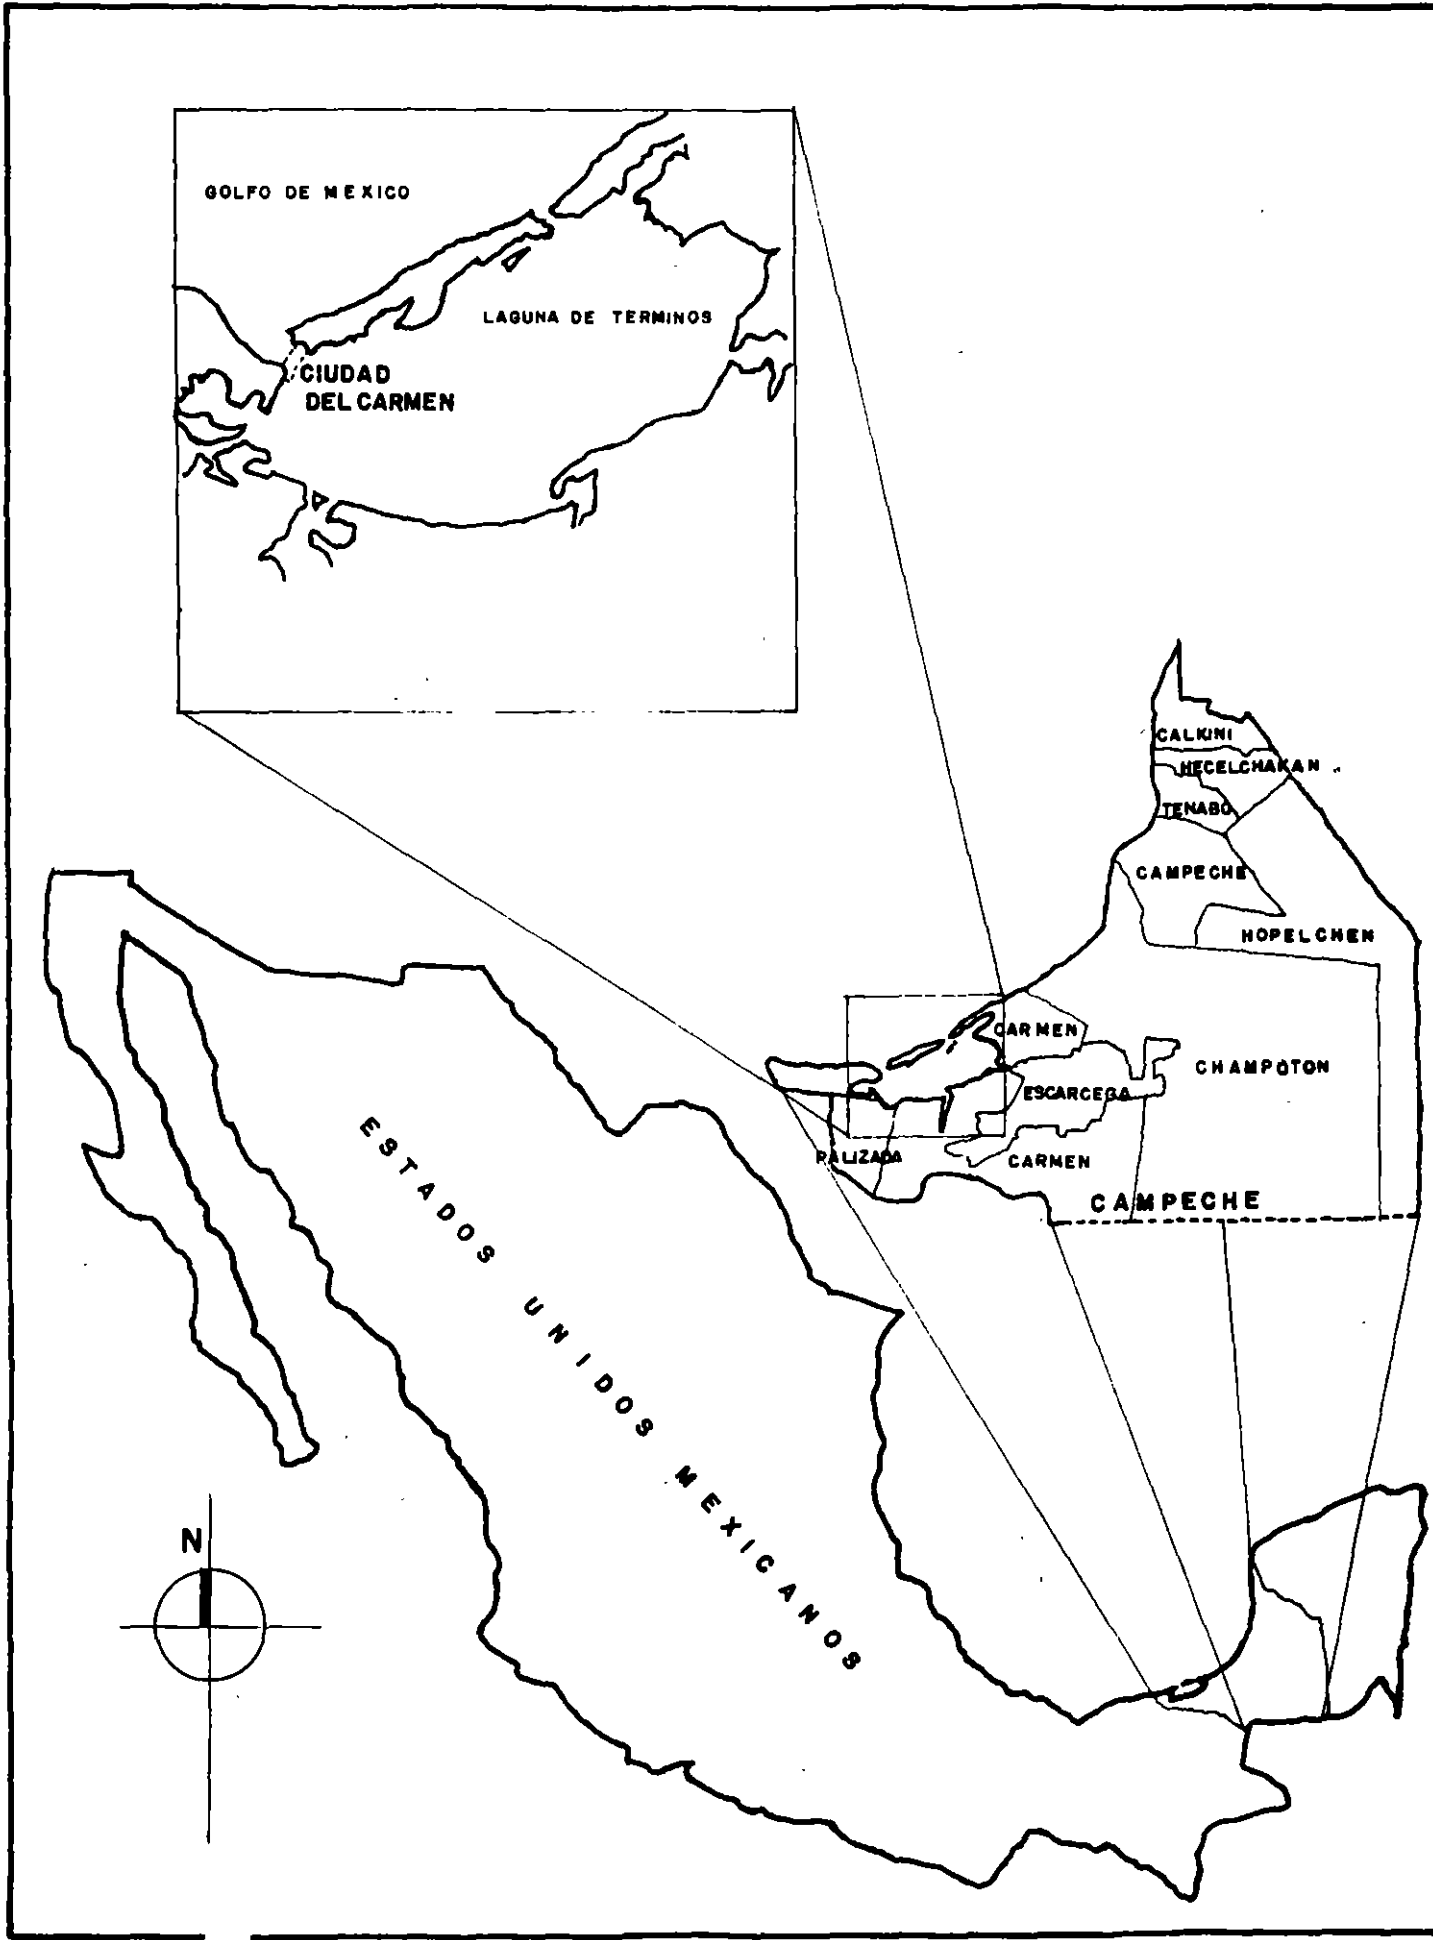 GOLFO DE MEXICO
LAGUNA DE TERMINOS
CIUDAD
DEL CARMEN
CALKINI
HECELCHAKAN
TENABO
CAMPECHE
HOPELCHEN
CARMEN
CHAMPOTON
ESCARCEGA
PALIZADA
CARMEN
CAMPECHE
ESTADOS UNIDOS MEXICANOS
N